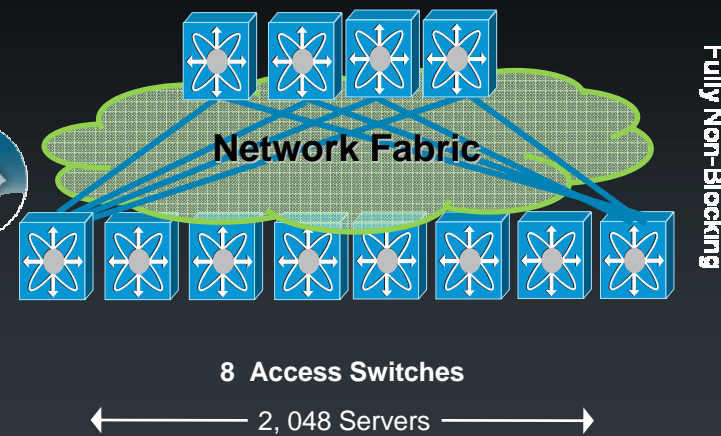 Network Fabric
Fully Non-Blocking
8 Access Switches
2, 048 Servers